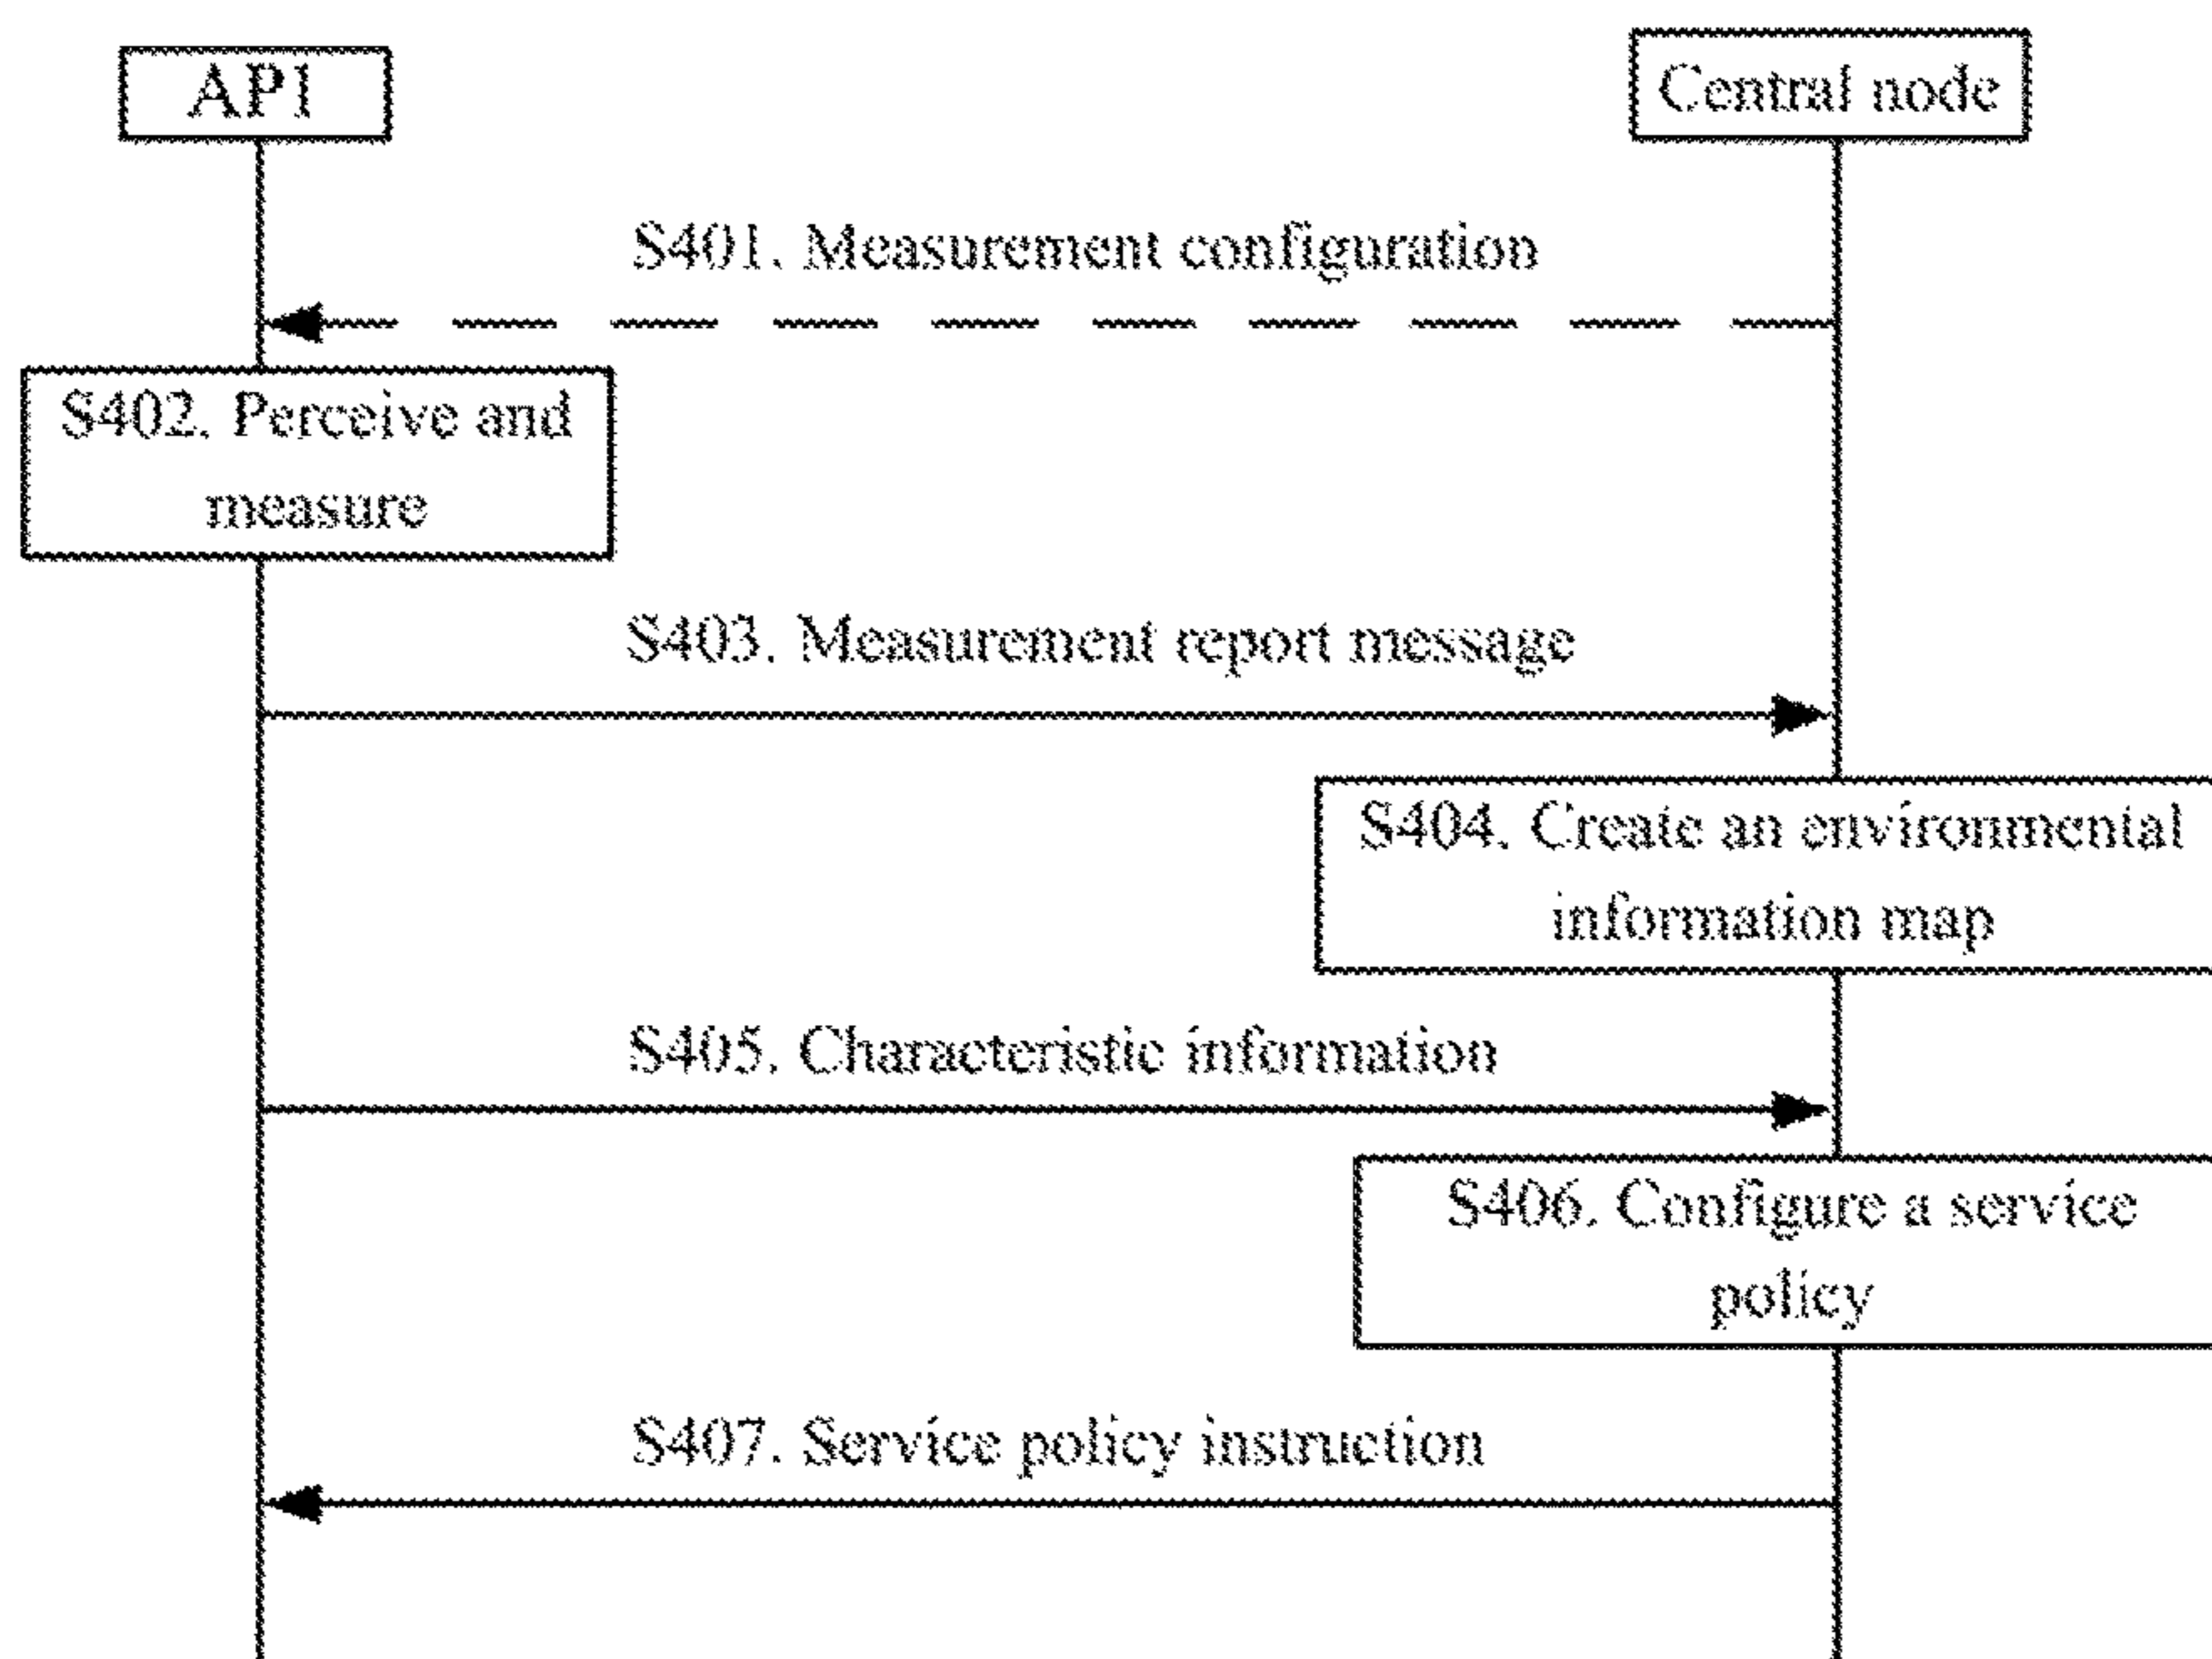 AP1
Central node
S401. Measurement configuration
S402. Perceive and
measure
S403. Measurement report message
S404. Create an environmental
information map
S405. Characteristic information
S406. Configure a service
policy
S407. Service policy instruction